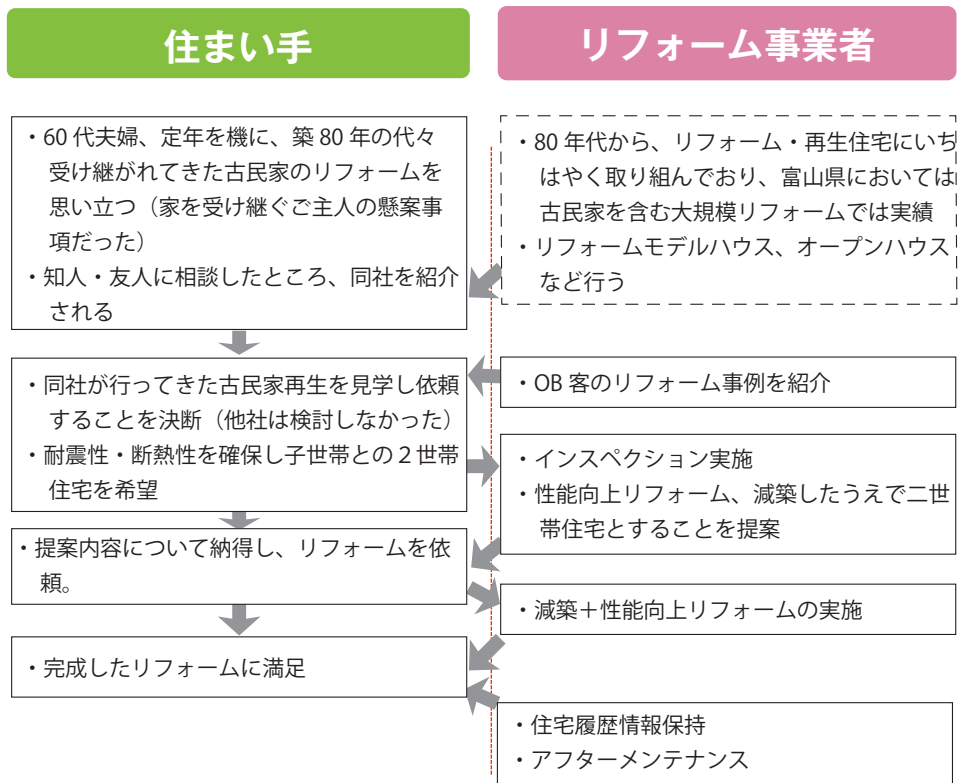 住まい手
リフォーム事業者
・60 代夫婦、定年を機に、築 80 年の代々
受け継がれてきた古民家のリフォームを
思い立つ（家を受け継ぐご主人の懸案事
項だった）
・知人・友人に相談したところ、同社を紹介
される
・80 年代から、リフォーム・再生住宅にいち
はやく取り組んでおり、富山県においては
古民家を含む大規模リフォームでは実績
・リフォームモデルハウス、オープンハウス
など行う
・同社が行ってきた古民家再生を見学し依頼
することを決断（他社は検討しなかった）
・耐震性・断熱性を確保し子世帯との２世帯
住宅を希望
・OB 客のリフォーム事例を紹介
・インスペクション実施
・性能向上リフォーム、減築したうえで二世
帯住宅とすることを提案
・提案内容について納得し、リフォームを依
頼。
・減築＋性能向上リフォームの実施
・完成したリフォームに満足
・住宅履歴情報保持
・アフターメンテナンス